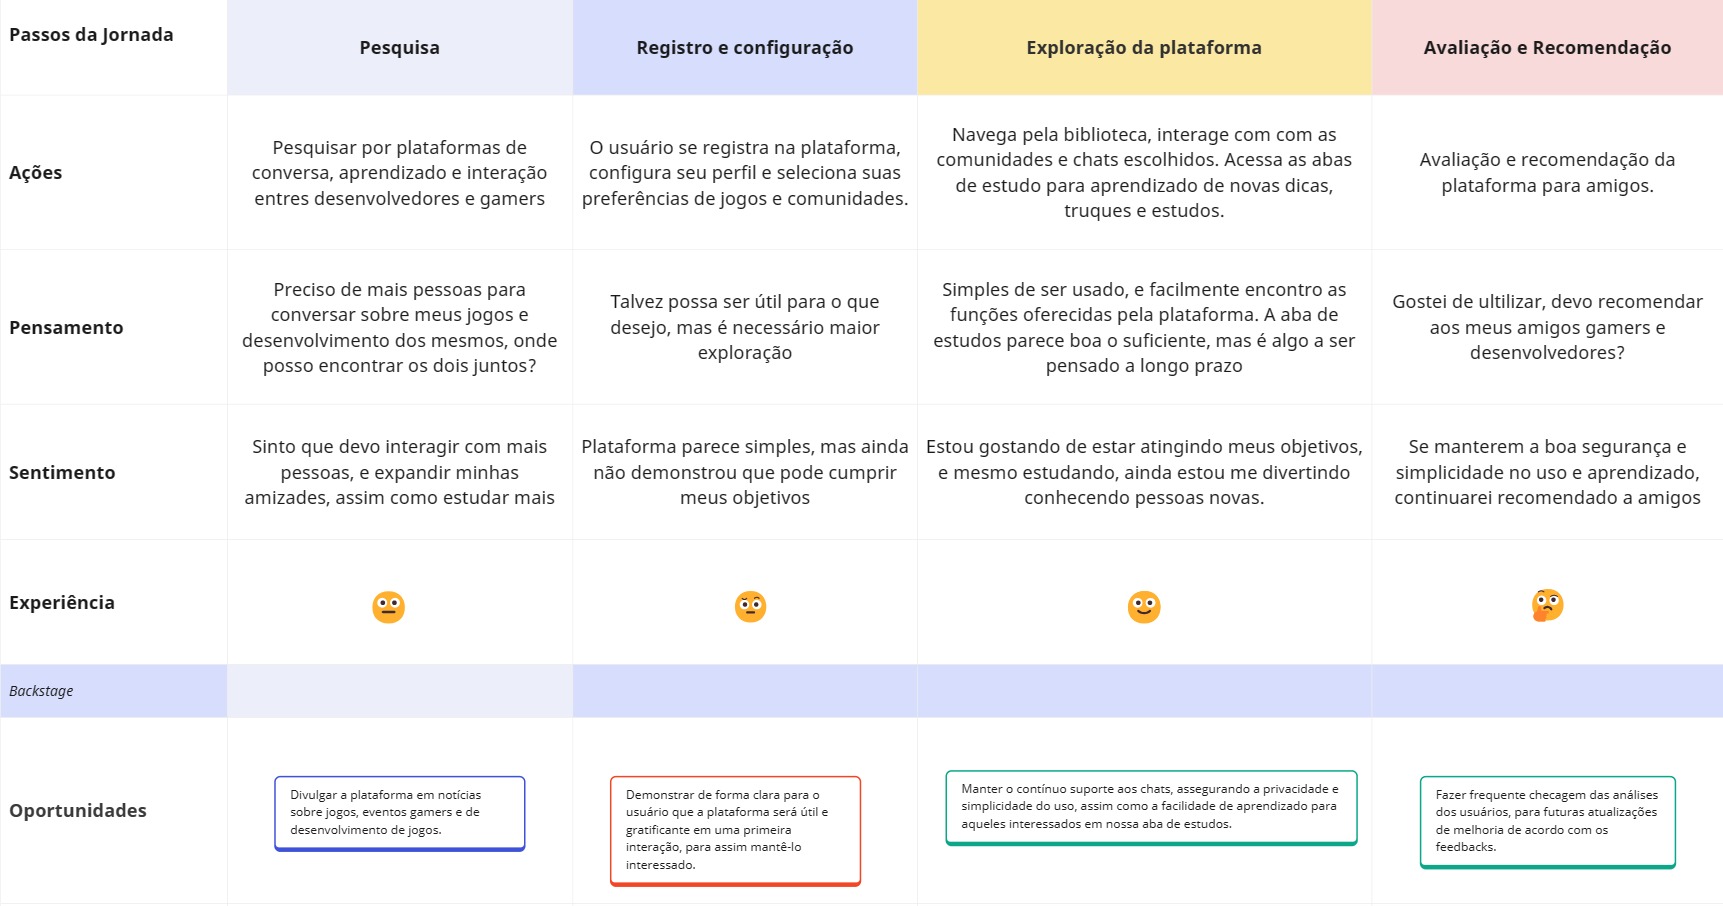 Passos da Jornada
Pesquisa
Registro e configuração
Exploração da plataforma
Avaliação e Recomendação
Ações
Pesquisar por plataformas de
conversa, aprendizado e interação
entres desenvolvedores e gamers
O usuário se registra na plataforma,
configura seu perfil e seleciona suas
preferências de jogos e comunidades.
Navega pela biblioteca, interage com com as
comunidades e chats escolhidos. Acessa as abas
de estudo para aprendizado de novas dicas,
truques e estudos.
Avaliação e recomendação da
plataforma para amigos.
Pensamento
Preciso de mais pessoas para
conversar sobre meus jogos e
desenvolvimento dos mesmos, onde
posso encontrar os dois juntos?
Talvez possa ser útil para o que
desejo, mas é necessário maior
exploração
Simples de ser usado, e facilmente encontro as
funções oferecidas pela plataforma. A aba de
estudos parece boa o suficiente, mas é algo a ser
pensado a longo prazo
Gostei de ultilizar, devo recomendar
aos meus amigos gamers e
desenvolvedores?
Sentimento
Sinto que devo interagir com mais
pessoas, e expandir minhas
amizades, assim como estudar mais
Plataforma parece simples, mas ainda
não demonstrou que pode cumprir
meus objetivos
Estou gostando de estar atingindo meus objetivos,
e mesmo estudando, ainda estou me divertindo
conhecendo pessoas novas.
Se manterem a boa segurança e
simplicidade no uso e aprendizado,
continuarei recomendado a amigos
Experiência
Backstage
Oportunidades
Divulgar a plataforma em notícias
sobre jogos, eventos gamers e de
desenvolvimento de jogos.
Demonstrar de forma clara para o
usuário que a plataforma será útil e
gratificante em uma primeira
interação, para assim mantê-lo
interessado.
Manter o contínuo suporte aos chats, assegurando a privacidade e
simplicidade do uso, assim como a facilidade de aprendizado para
aqueles interessados em nossa aba de estudos.
Fazer frequente checagem das análises
dos usuários, para futuras atualizações
de melhoria de acordo com os
feedbacks.